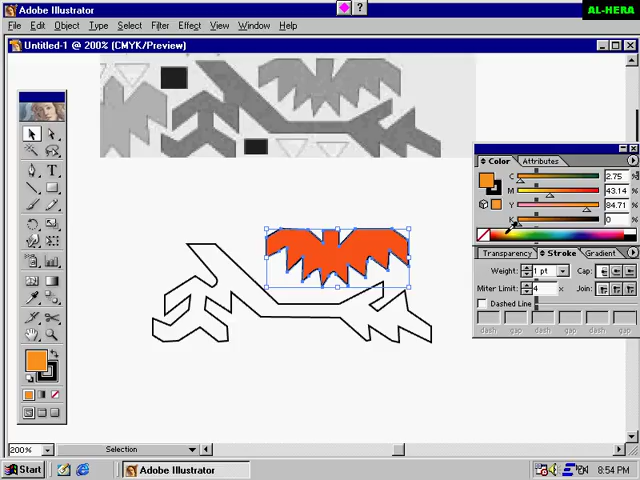 Adobe Illustrator
?
AL-HERA
File Edit Object Type Select Filter Effect View Window Help
Untitled-1 @ 200% (CMYK/Preview)
Color Attributes
C 2.75 %
M 43.14 %
Y 84.71 %
K 0 %
Transparency Stroke Gradient
Weight: 1 pt Cap:
Miter Limit: 4 x Join:
Dashed Line
dash gap dash gap dash gap
200% Selection
Start Adobe Illustrator 8:54 PM